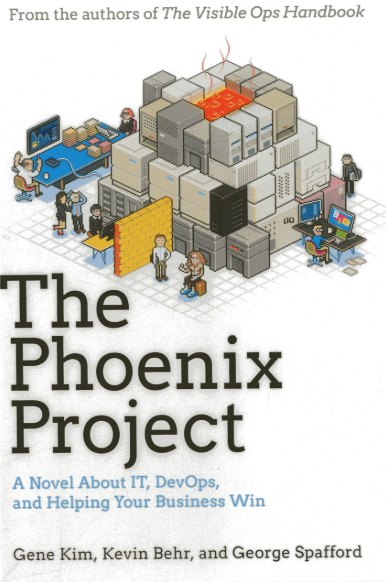 From the authors of The Visible Ops Handbook
The
Phoenix
Project
A Novel About IT, DevOps,
and Helping Your Business Win
Gene Kim, Kevin Behr, and George Spafford